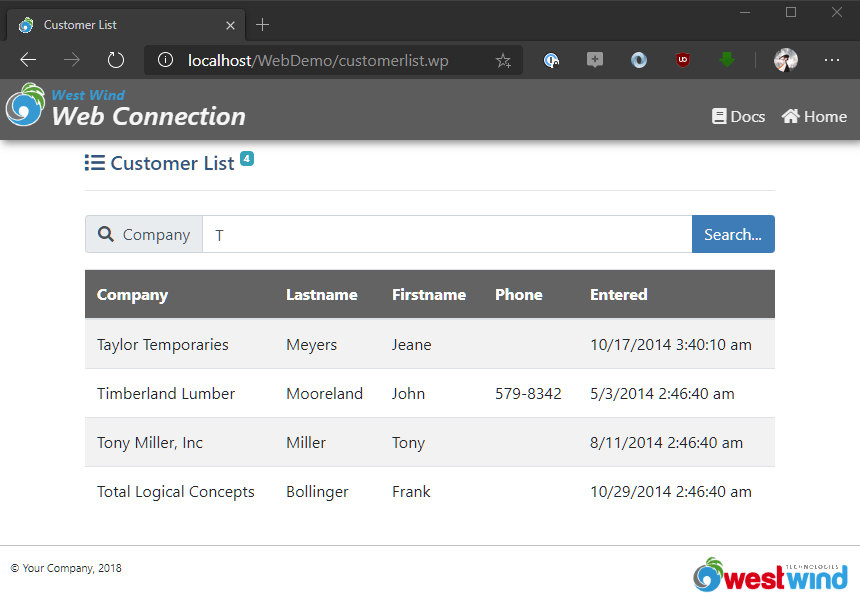 Customer List
localhost/WebDemo/customerlist.wp
UD
West Wind
Web Connection
Docs Home
Customer List 4
Company T Search...
Company Lastname Firstname Phone Entered
Taylor Temporaries Meyers Jeane 10/17/2014 3:40:10 am
Timberland Lumber Mooreland John 579-8342 5/3/2014 2:46:40 am
Tony Miller, Inc Miller Tony 8/11/2014 2:46:40 am
Total Logical Concepts Bollinger Frank 10/29/2014 2:46:40 am
© Your Company, 2018
TECHNOLOGIES
westwind